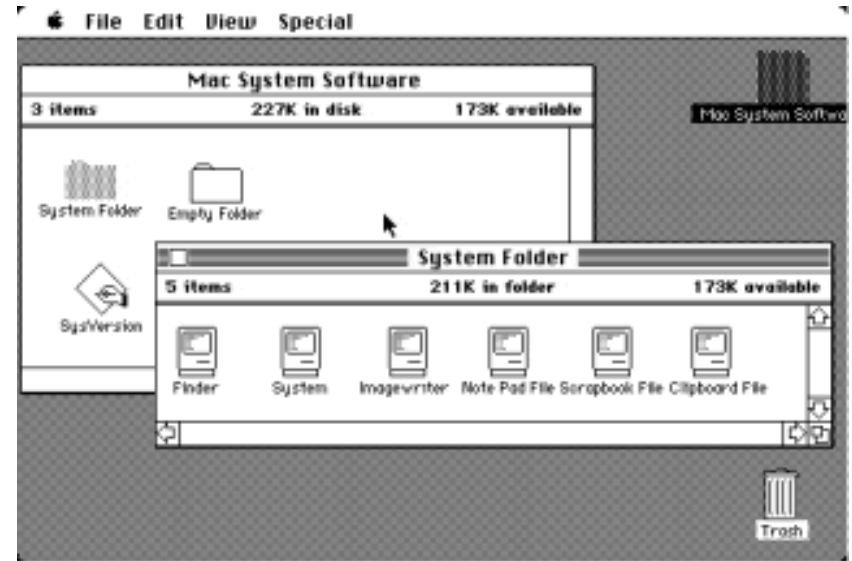 File Edit View Special
Mac System Software
3 items 227K in disk 173K available
Mac System Softwa
System Folder Empty Folder
SysVersion
System Folder
5 items 211K in folder 173K available
Finder System Imagewriter Note Pad File Scrapbook File Clipboard File
Trash